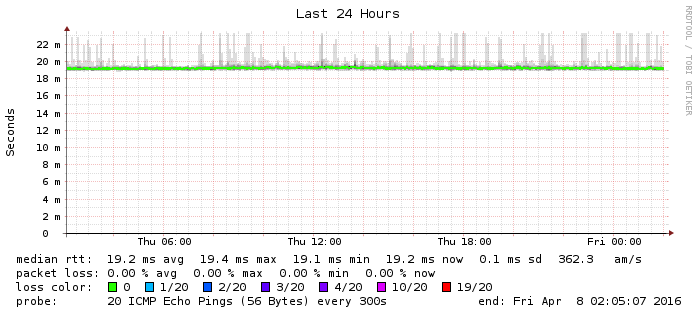 Last 24 Hours
RRDTOOL / TOBI OETIKER
Seconds
22 m
20 m
18 m
16 m
14 m
12 m
10 m
8 m
6 m
4 m
2 m
0
Thu 06:00 Thu 12:00 Thu 18:00 Fri 00:00
median rtt: 19.2 ms avg 19.4 ms max 19.1 ms min 19.2 ms now 0.1 ms sd 362.3 am/s
packet loss: 0.00 % avg 0.00 % max 0.00 % min 0.00 % now
loss color: 0 1/20 2/20 3/20 4/20 10/20 19/20
probe: 20 ICMP Echo Pings (56 Bytes) every 300s end: Fri Apr 8 02:05:07 2016